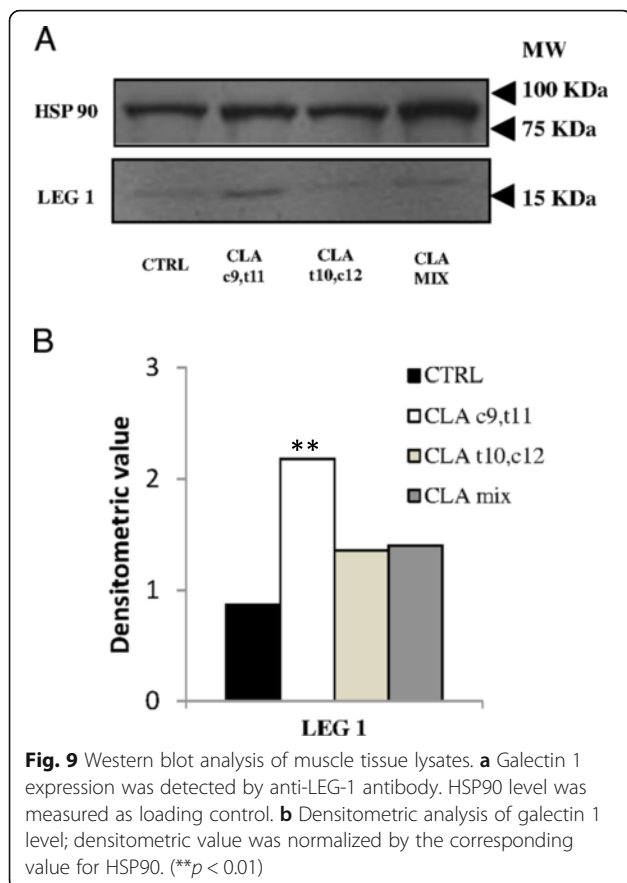 A
MW
HSP 90
100 KDa
75 KDa
LEG 1
15 KDa
CTRL
CLA
c9,t11
CLA
t10,c12
CLA
MIX
B
3
2
1
0
Densitometric value
**
CTRL
CLA c9,t11
CLA t10,c12
CLA mix
LEG 1
Fig. 9 Western blot analysis of muscle tissue lysates. a Galectin 1
expression was detected by anti-LEG-1 antibody. HSP90 level was
measured as loading control. b Densitometric analysis of galectin 1
level; densitometric value was normalized by the corresponding
value for HSP90. (**p < 0.01)